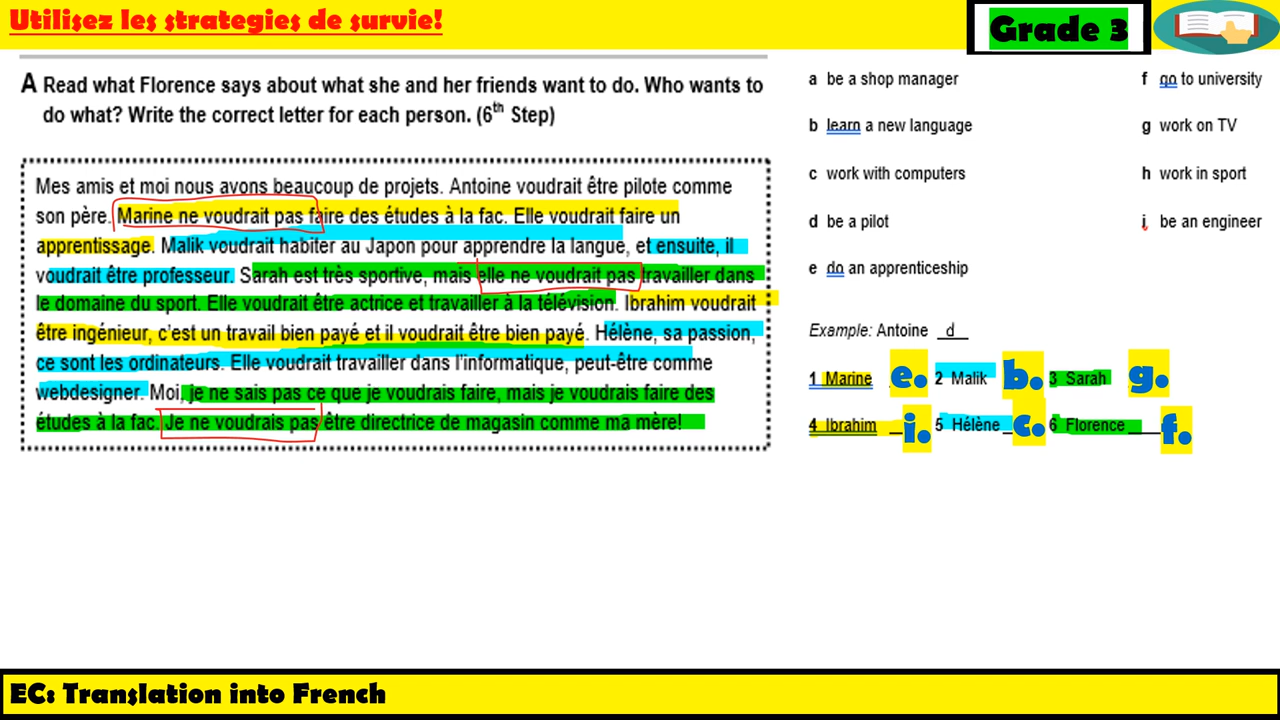 Utilisez les strategies de survie!
Grade 3
A Read what Florence says about what she and her friends want to do. Who wants to
do what? Write the correct letter for each person. (6th Step)
Mes amis et moi nous avons beaucoup de projets. Antoine voudrait être pilote comme
son père. Marine ne voudrait pas faire des études à la fac. Elle voudrait faire un
apprentissage. Malik voudrait habiter au Japon pour apprendre la langue, et ensuite, il
voudrait être professeur. Sarah est très sportive, mais elle ne voudrait pas travailler dans
le domaine du sport. Elle voudrait être actrice et travailler à la télévision. Ibrahim voudrait
être ingénieur, c'est un travail bien payé et il voudrait être bien payé. Hélène, sa passion,
ce sont les ordinateurs. Elle voudrait travailler dans l'informatique, peut-être comme
webdesigner. Moi, je ne sais pas ce que je voudrais faire, mais je voudrais faire des
études à la fac. Je ne voudrais pas être directrice de magasin comme ma mère!
a be a shop manager
b learn a new language
c work with computers
d be a pilot
e do an apprenticeship
f go to university
g work on TV
h work in sport
i be an engineer
Example: Antoine d
1 Marine e. 2 Malik b. 3 Sarah g.
4 Ibrahim i. 5 Hélène c. 6 Florence f.
EC: Translation into French